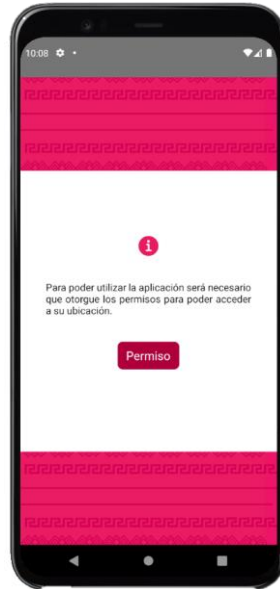 10:08
Para poder utilizar la aplicación será necesario
que otorgue los permisos para poder acceder
a su ubicación.
Permiso